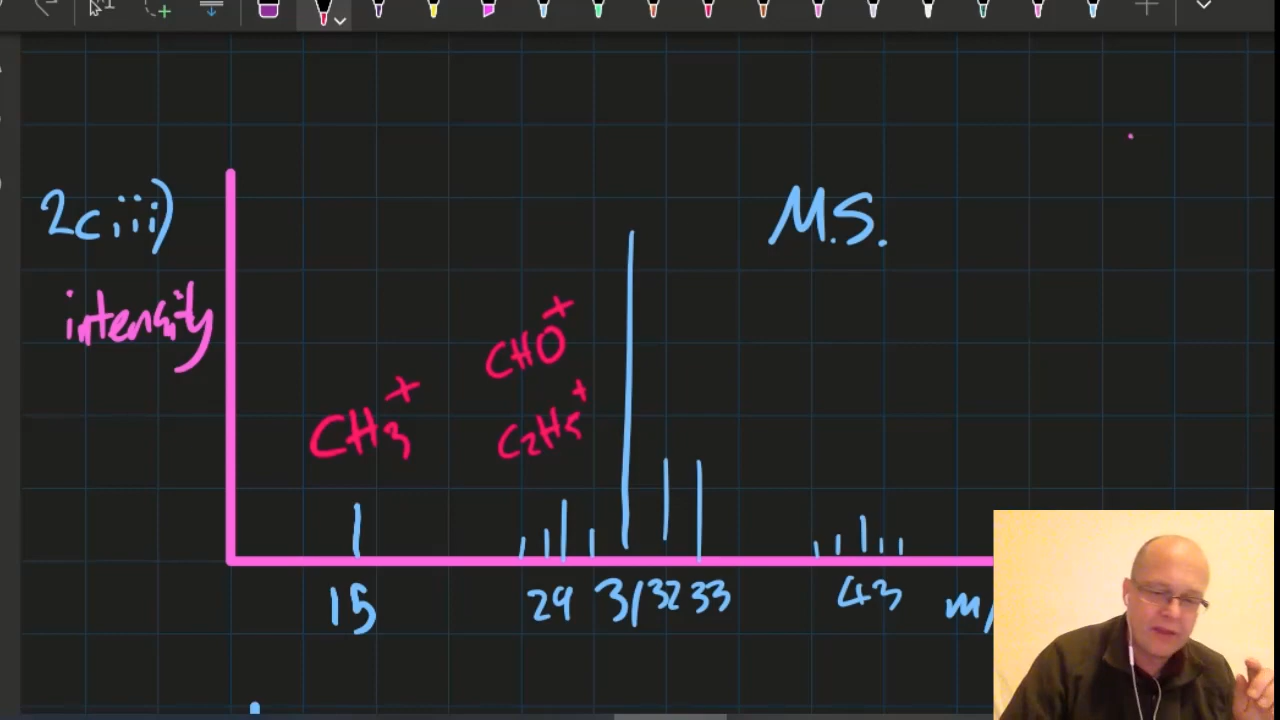 2c iii)
M.S.
intensity
CHO+
CH3+
C2H5+
15 29 31 32 33 43 m/